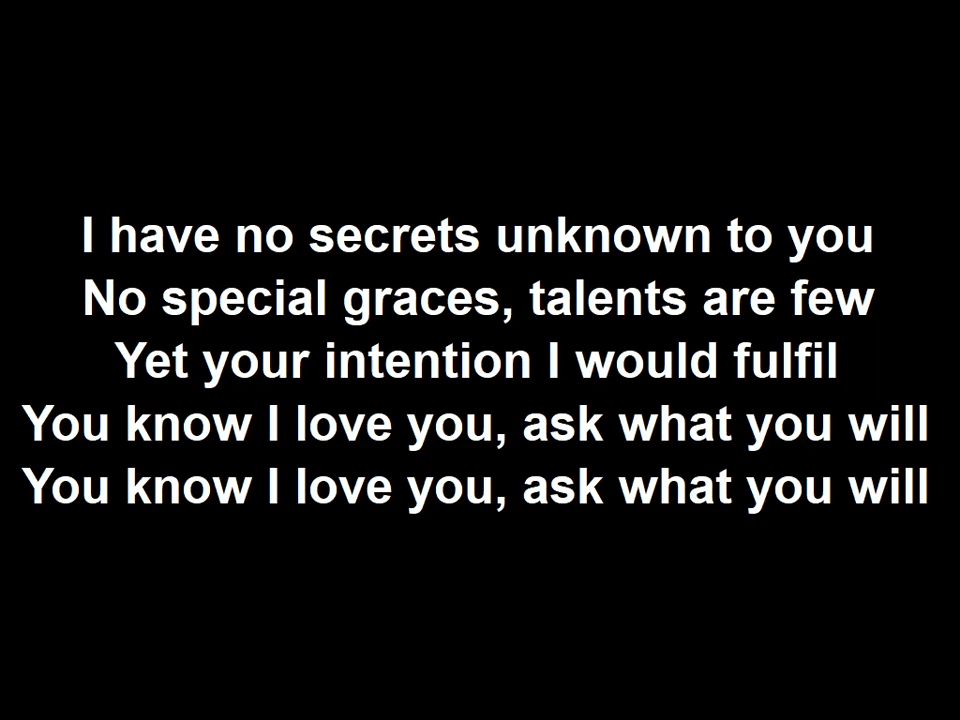 I have no secrets unknown to you
No special graces, talents are few
Yet your intention I would fulfil
You know I love you, ask what you will
You know I love you, ask what you will